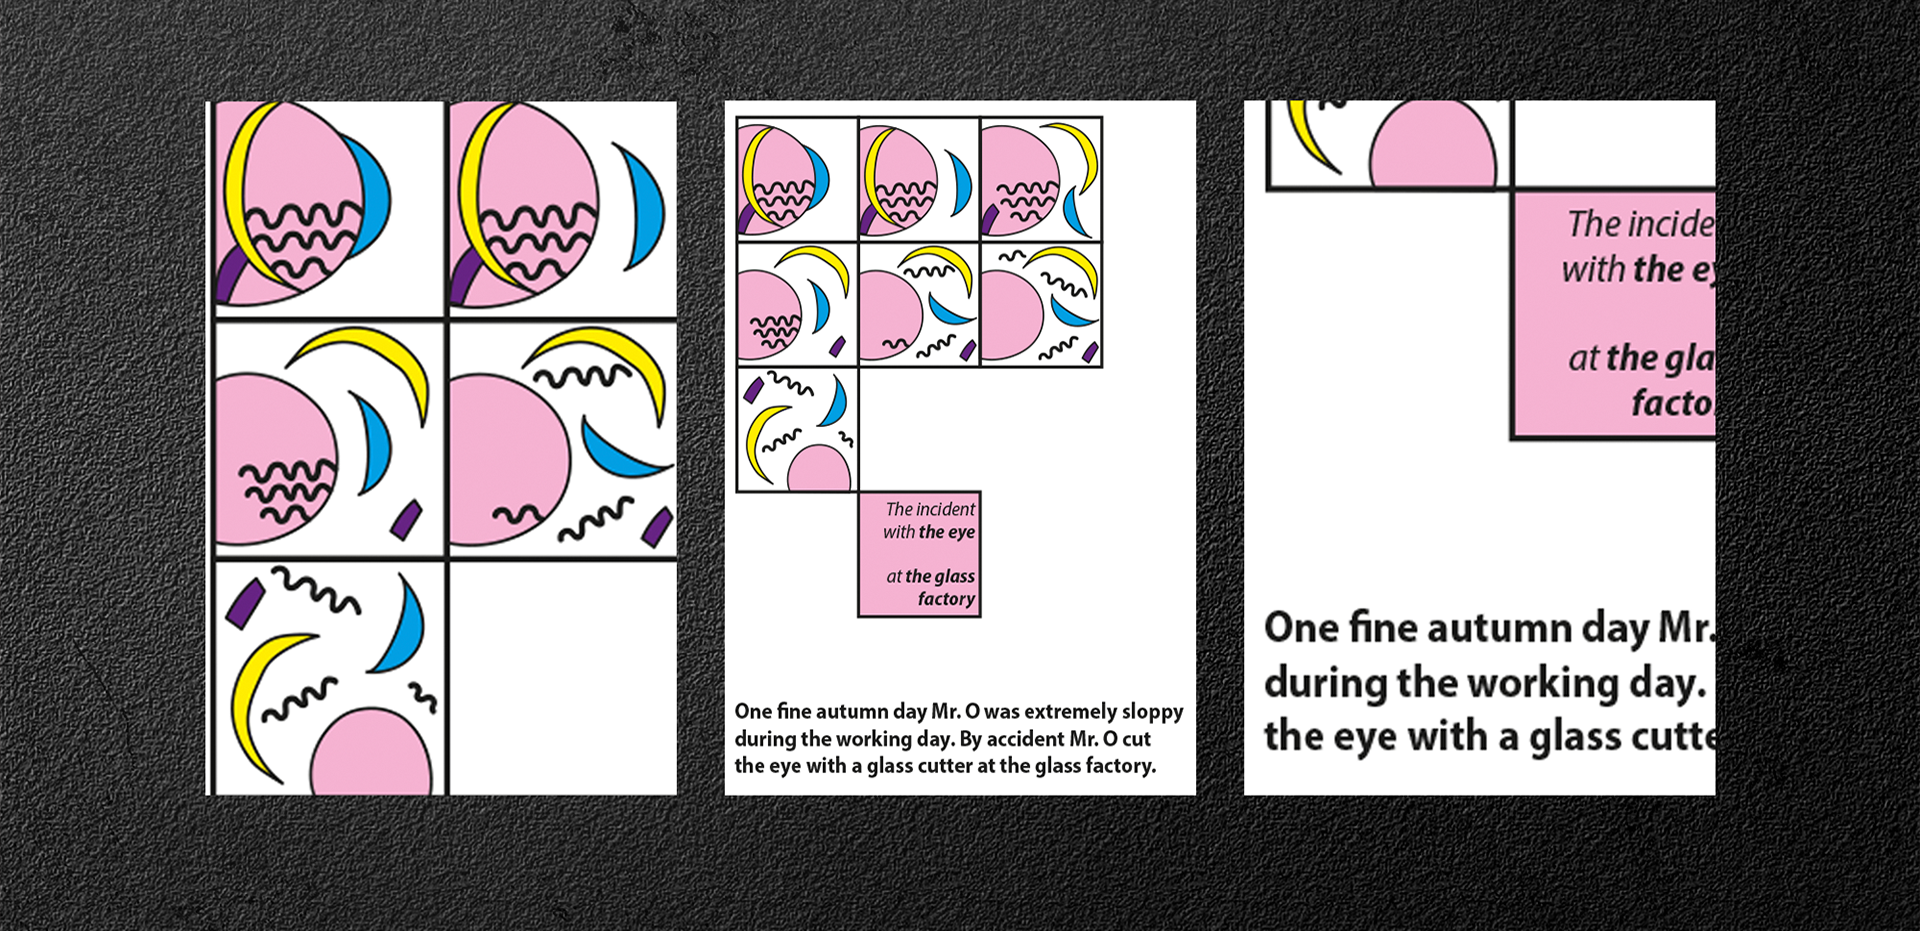 The incident
with the eye
at the glass
factory
One fine autumn day Mr. O was extremely sloppy
during the working day. By accident Mr. O cut
the eye with a glass cutter at the glass factory.
The incide
with the ey
at the gla
facto
One fine autumn day Mr.
during the working day.
the eye with a glass cutte